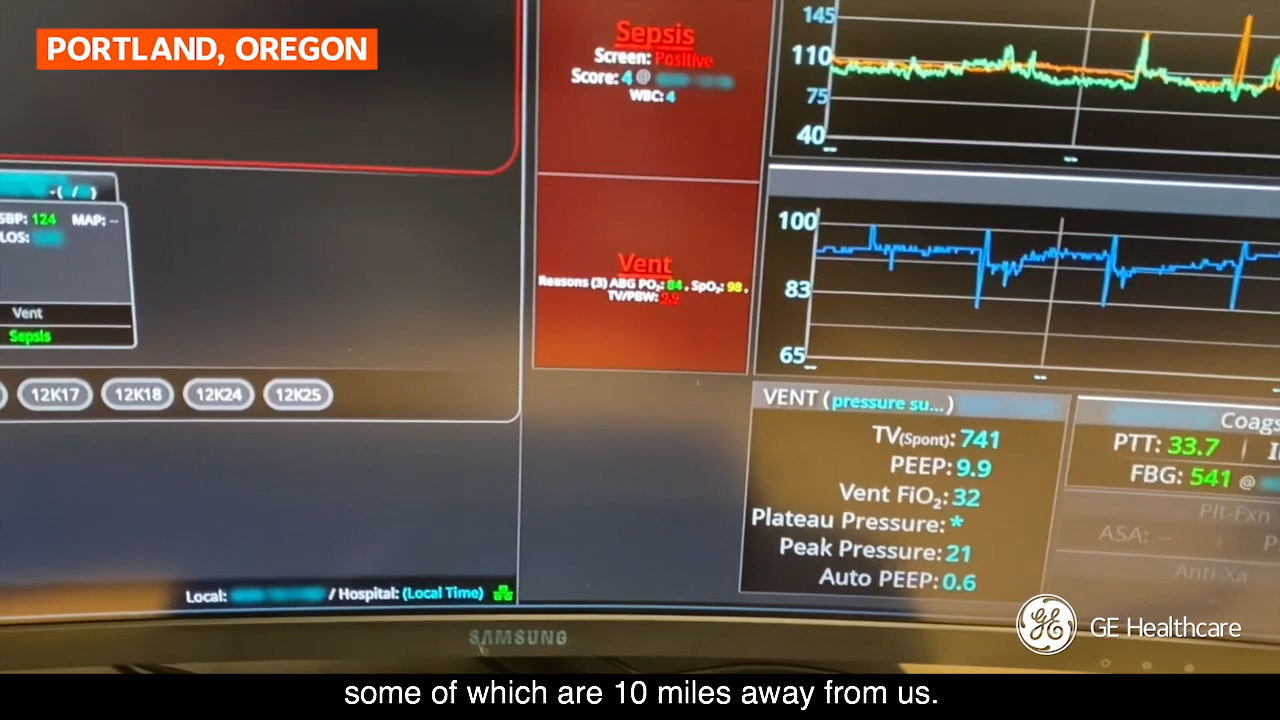 PORTLAND, OREGON
Sepsis
Screen: Positive
Score: 4 @
WBC: 4
145
110
75
40
--
--
-( / )
SBP: 124 MAP: --
LOS:
Vent
Sepsis
Vent
Reasons (3) ABG PO₂: 84 , SpO₂: 98 ,
TV/PBW: 9.9
100
83
65
--
--
12K17
12K18
12K24
12K25
VENT (pressure su...)
TV(Spont): 741
PEEP: 9.9
Vent FiO₂: 32
Plateau Pressure: *
Peak Pressure: 21
Auto PEEP: 0.6
Coags
PTT: 33.7 |
FBG: 541 @
Plt-Fxn
ASA: -- |
Anti-Xa
Local: / Hospital: (Local Time)
SAMSUNG
GE Healthcare
some of which are 10 miles away from us.